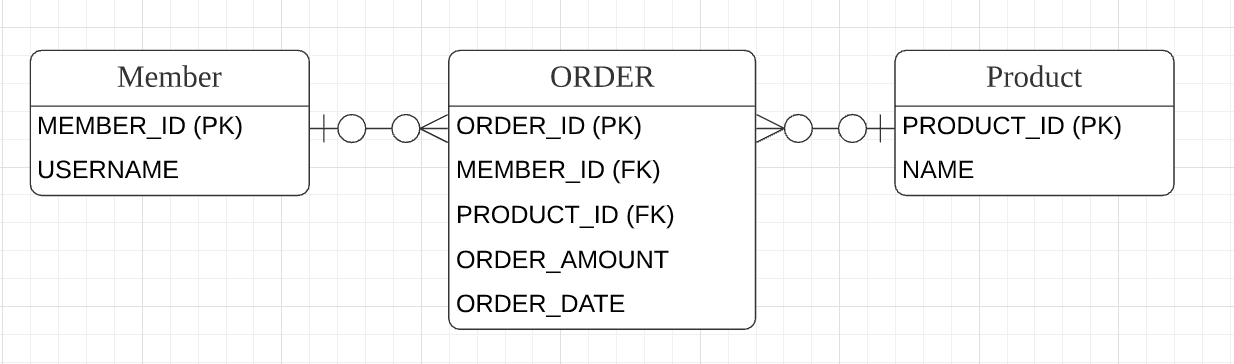 Member
MEMBER_ID (PK)
USERNAME
ORDER
ORDER_ID (PK)
MEMBER_ID (FK)
PRODUCT_ID (FK)
ORDER_AMOUNT
ORDER_DATE
Product
PRODUCT_ID (PK)
NAME